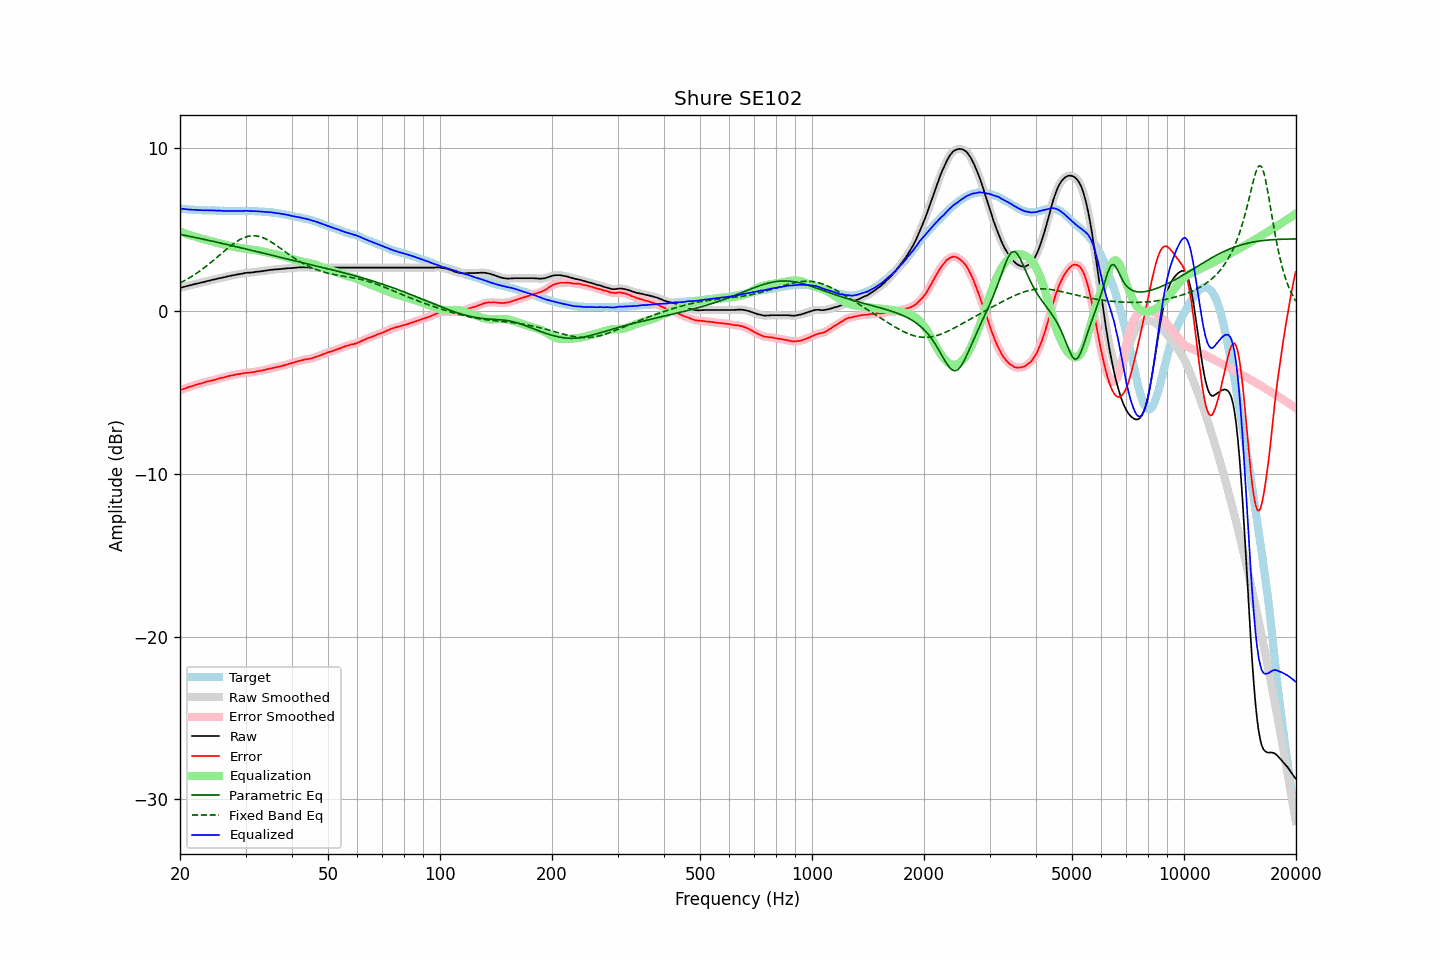 Shure SE102
Amplitude (dBr)
10
0
−10
−20
−30
Target
Raw Smoothed
Error Smoothed
Raw
Error
Equalization
Parametric Eq
Fixed Band Eq
Equalized
20 50 100 200 500 1000 2000 5000 10000 20000
Frequency (Hz)